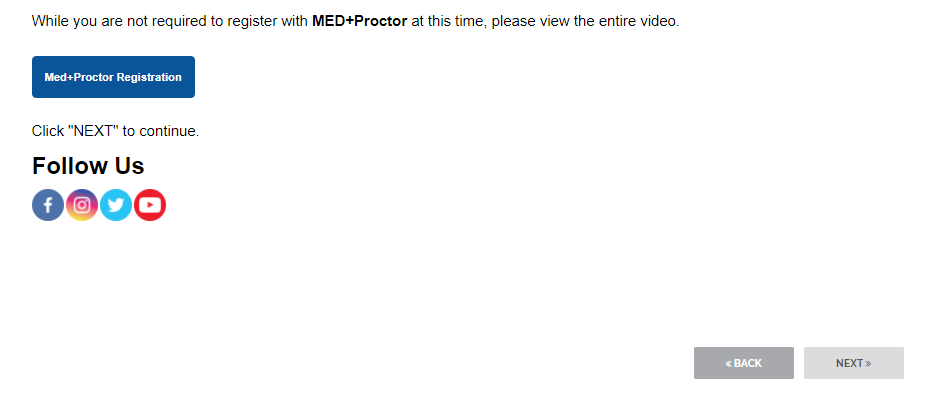 While you are not required to register with MED+Proctor at this time, please view the entire video.
Med+Proctor Registration
Click "NEXT" to continue.
Follow Us
« BACK
NEXT »